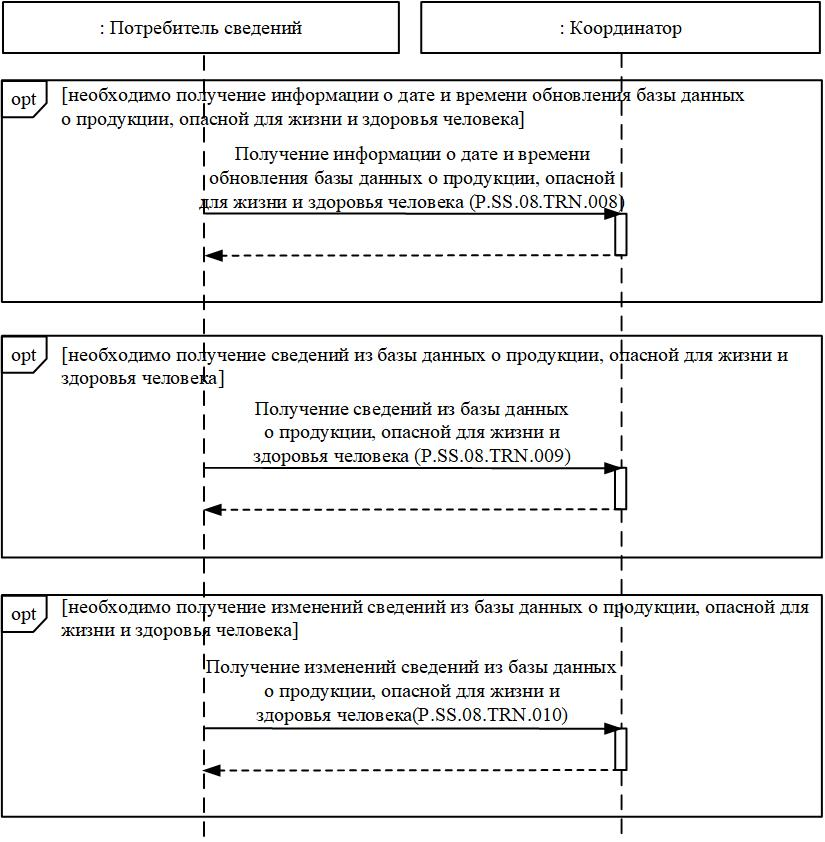 : Потребитель сведений
: Координатор
opt
[необходимо получение информации о дате и времени обновления базы данных
о продукции, опасной для жизни и здоровья человека]
Получение информации о дате и времени
обновления базы данных о продукции, опасной
для жизни и здоровья человека (P.SS.08.TRN.008)
opt
[необходимо получение сведений из базы данных о продукции, опасной для жизни и
здоровья человека]
Получение сведений из базы данных
о продукции, опасной для жизни и
здоровья человека (P.SS.08.TRN.009)
opt
[необходимо получение изменений сведений из базы данных о продукции, опасной для
жизни и здоровья человека]
Получение изменений сведений из базы данных
о продукции, опасной для жизни и
здоровья человека(P.SS.08.TRN.010)